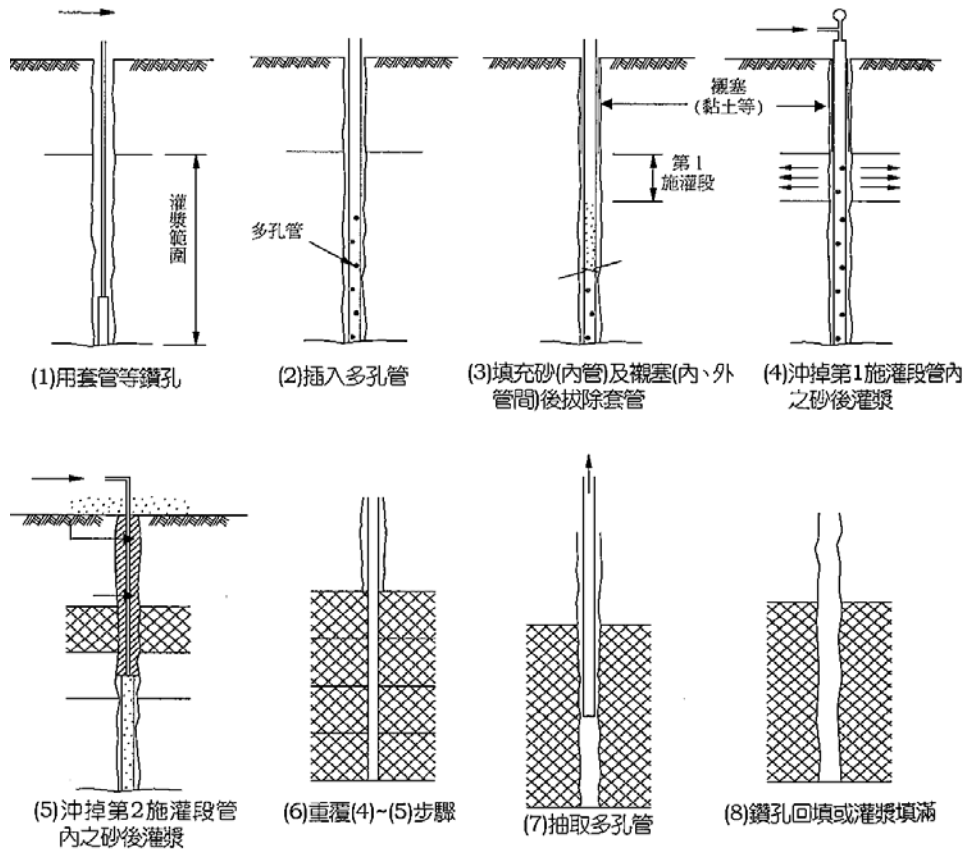 襯塞
(黏土等)
第1
施灌段
灌漿範圍
多孔管
(1)用套管等鑽孔
(2)插入多孔管
(3)填充砂(內管)及襯塞(內、外
管間)後拔除套管
(4)沖掉第1施灌段管內
之砂後灌漿
(5)沖掉第2施灌段管
內之砂後灌漿
(6)重覆(4)~(5)步驟
(7)抽取多孔管
(8)鑽孔回填或灌漿填滿